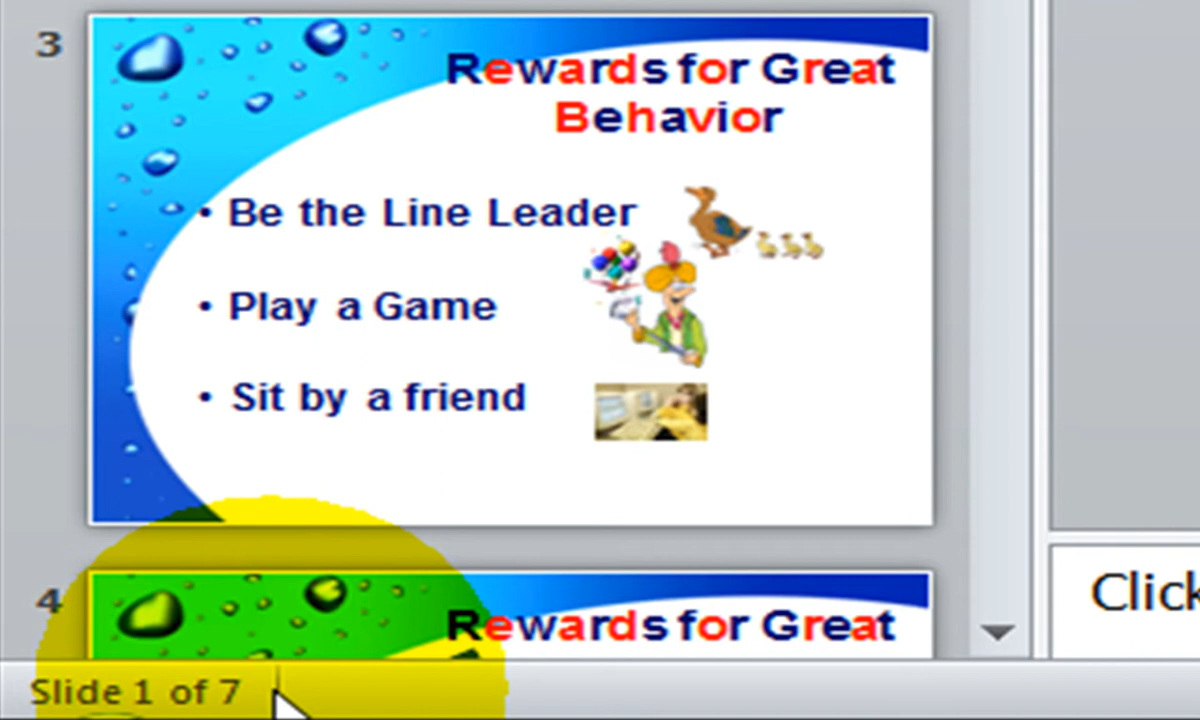 3
Rewards for Great
Behavior
• Be the Line Leader
• Play a Game
• Sit by a friend
4
Rewards for Great
Click
Slide 1 of 7